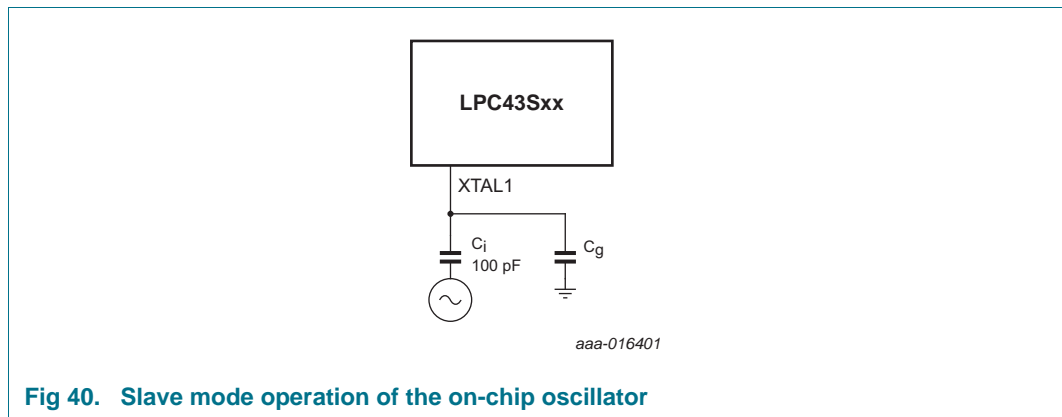 LPC43Sxx
XTAL1
Ci
100 pF
Cg
aaa-016401
Fig 40. Slave mode operation of the on-chip oscillator